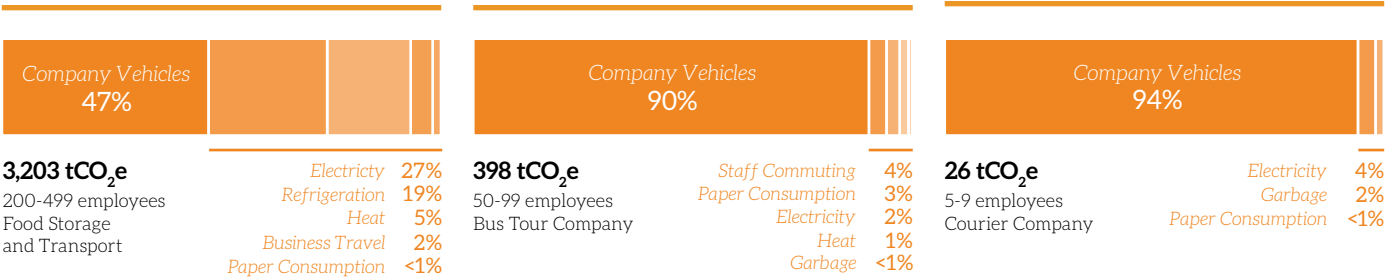 Company Vehicles
47%
3,203 tCO2e
200-499 employees
Food Storage
and Transport
Electricty 27%
Refrigeration 19%
Heat 5%
Business Travel 2%
Paper Consumption <1%
Company Vehicles
90%
398 tCO2e
50-99 employees
Bus Tour Company
Staff Commuting 4%
Paper Consumption 3%
Electricity 2%
Heat 1%
Garbage <1%
Company Vehicles
94%
26 tCO2e
5-9 employees
Courier Company
Electricity 4%
Garbage 2%
Paper Consumption <1%